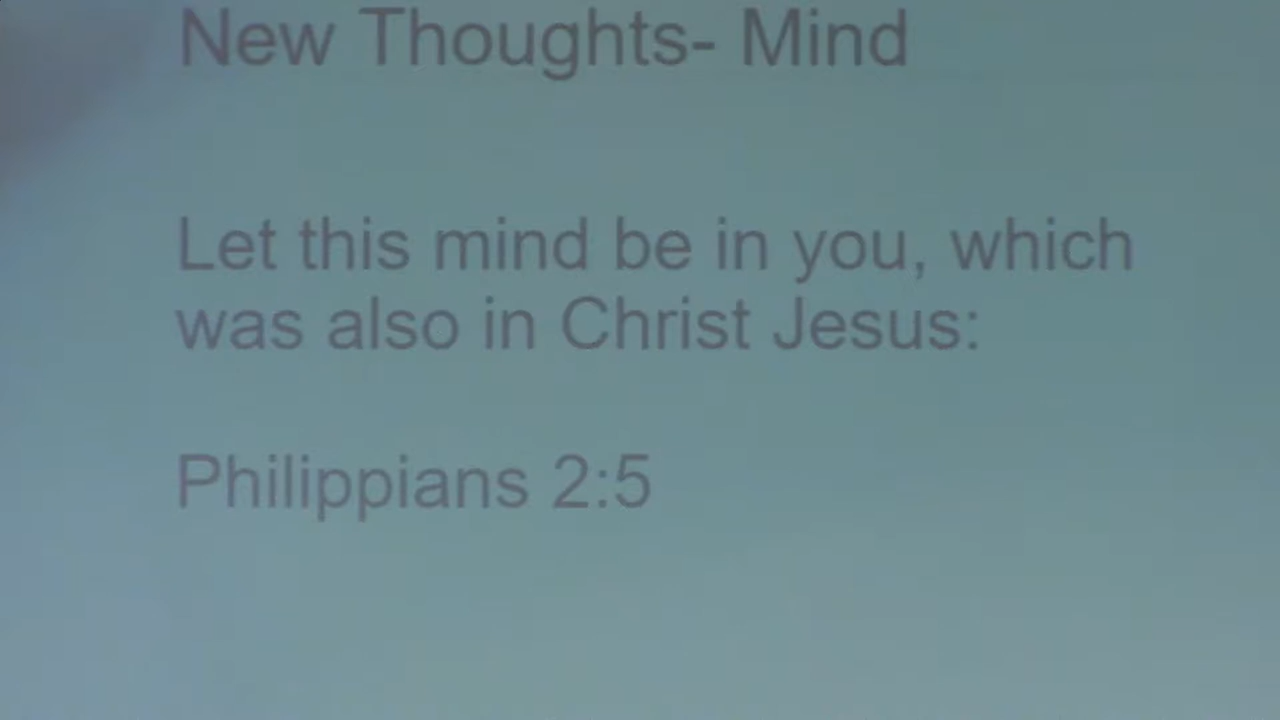 New Thoughts- Mind
Let this mind be in you, which
was also in Christ Jesus:
Philippians 2:5